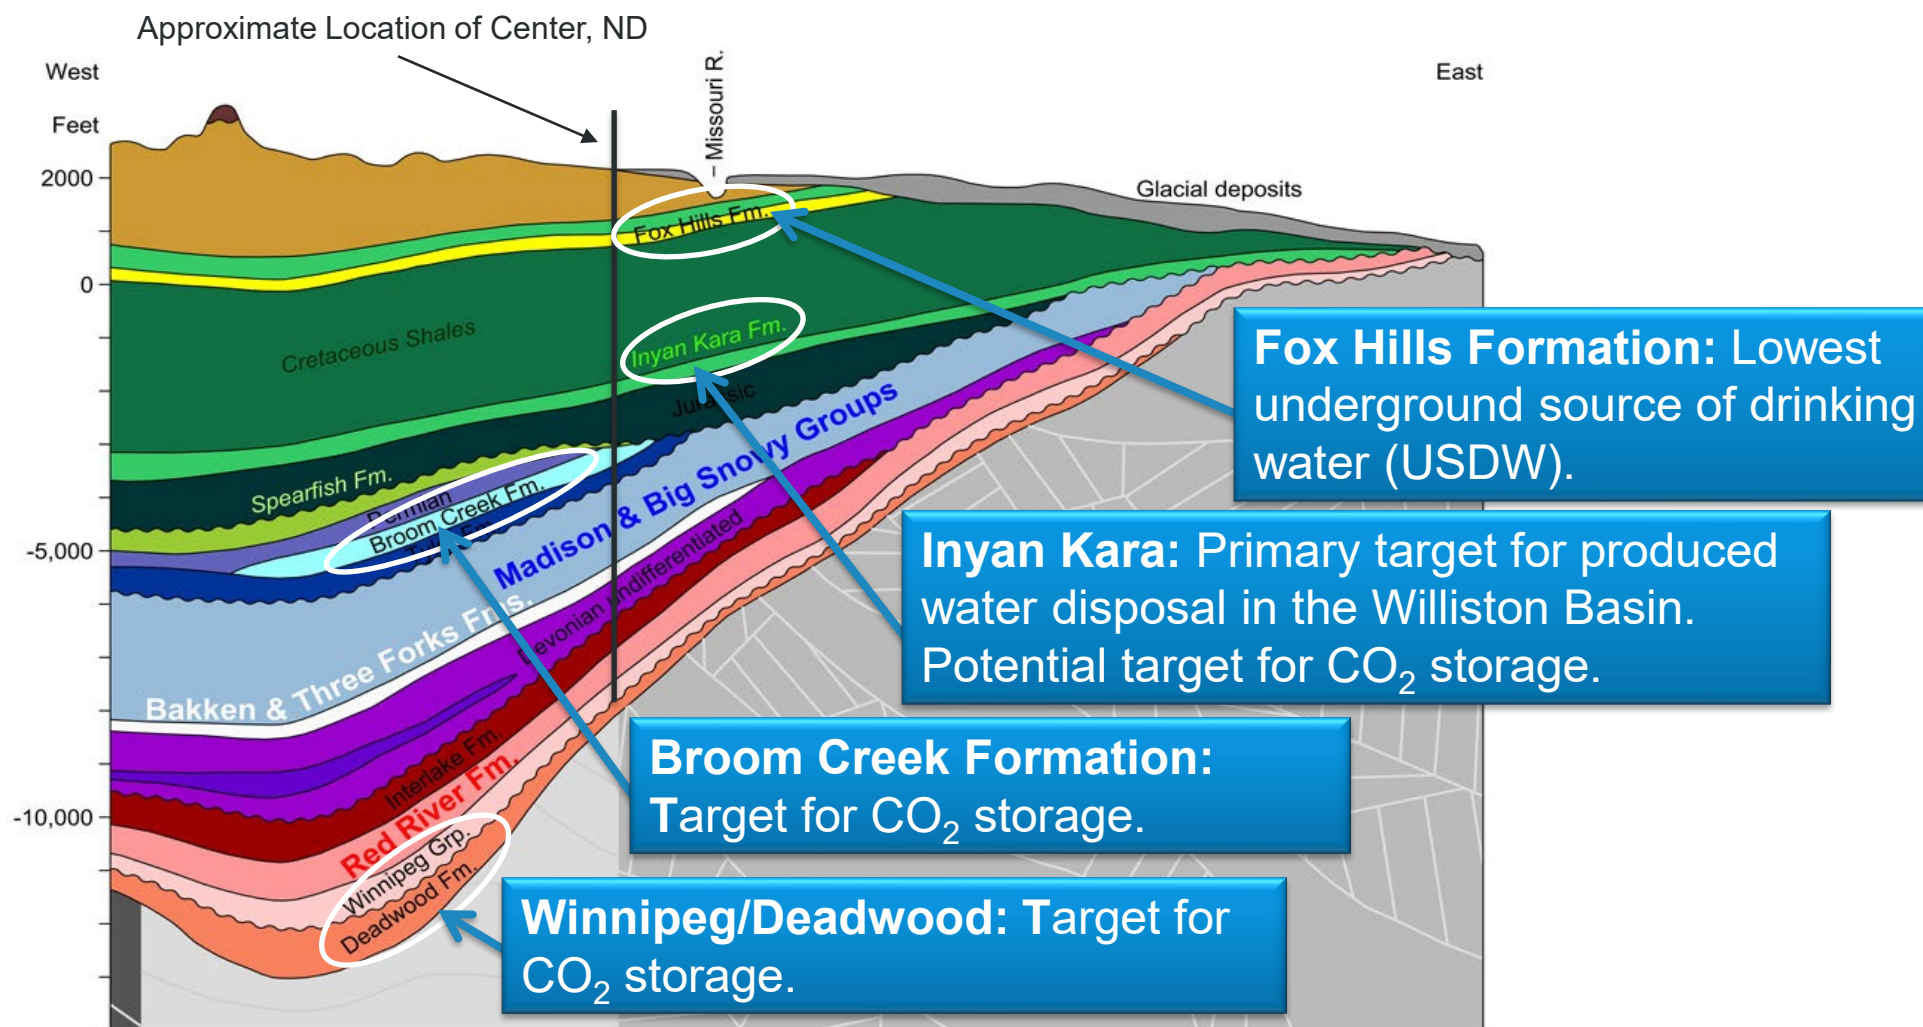 Approximate Location of Center, ND
West
East
Feet
Missouri R.
2000
0
-5,000
-10,000
Glacial deposits
Fox Hills Fm.
Cretaceous Shales
Inyan Kara Fm.
Jurassic
Spearfish Fm.
Permian
Broom Creek Fm.
Madison & Big Snowy Groups
Bakken & Three Forks Fms.
Devonian undifferentiated
Interlake Fm.
Red River Fm.
Winnipeg Grp.
Deadwood Fm.
Fox Hills Formation: Lowest
underground source of drinking
water (USDW).
Inyan Kara: Primary target for produced
water disposal in the Williston Basin.
Potential target for CO₂ storage.
Broom Creek Formation:
Target for CO₂ storage.
Winnipeg/Deadwood: Target for
CO₂ storage.